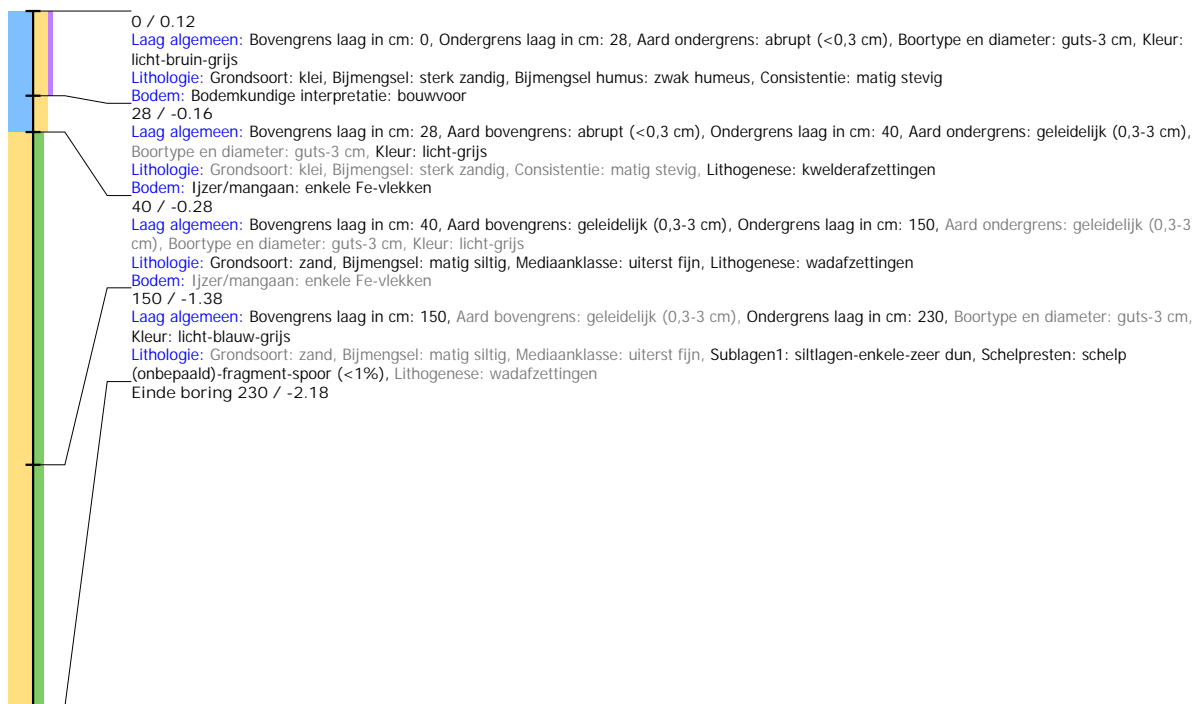 0 / 0.12
Laag algemeen: Bovengrens laag in cm: 0, Ondergrens laag in cm: 28, Aard ondergrens: abrupt (<0,3 cm), Boortype en diameter: guts-3 cm, Kleur:
licht-bruin-grijs
Lithologie: Grondsoort: klei, Bijmengsel: sterk zandig, Bijmengsel humus: zwak humeus, Consistentie: matig stevig
Bodem: Bodemkundige interpretatie: bouwvoor
28 / -0.16
Laag algemeen: Bovengrens laag in cm: 28, Aard bovengrens: abrupt (<0,3 cm), Ondergrens laag in cm: 40, Aard ondergrens: geleidelijk (0,3-3 cm),
Boortype en diameter: guts-3 cm, Kleur: licht-grijs
Lithologie: Grondsoort: klei, Bijmengsel: sterk zandig, Consistentie: matig stevig, Lithogenese: kwelderafzettingen
Bodem: Ijzer/mangaan: enkele Fe-vlekken
40 / -0.28
Laag algemeen: Bovengrens laag in cm: 40, Aard bovengrens: geleidelijk (0,3-3 cm), Ondergrens laag in cm: 150, Aard ondergrens: geleidelijk (0,3-3
cm), Boortype en diameter: guts-3 cm, Kleur: licht-grijs
Lithologie: Grondsoort: zand, Bijmengsel: matig siltig, Mediaanklasse: uiterst fijn, Lithogenese: wadafzettingen
Bodem: Ijzer/mangaan: enkele Fe-vlekken
150 / -1.38
Laag algemeen: Bovengrens laag in cm: 150, Aard bovengrens: geleidelijk (0,3-3 cm), Ondergrens laag in cm: 230, Boortype en diameter: guts-3 cm,
Kleur: licht-blauw-grijs
Lithologie: Grondsoort: zand, Bijmengsel: matig siltig, Mediaanklasse: uiterst fijn, Sublagen1: siltlagen-enkele-zeer dun, Schelpresten: schelp
(onbepaald)-fragment-spoor (<1%), Lithogenese: wadafzettingen
Einde boring 230 / -2.18